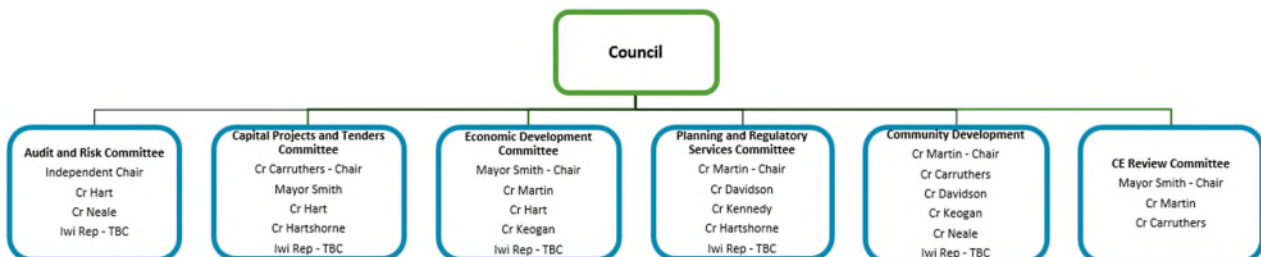 Council
Audit and Risk Committee
Independent Chair
Cr Hart
Cr Neale
Iwi Rep - TBC
Capital Projects and Tenders
Committee
Cr Carruthers - Chair
Mayor Smith
Cr Hart
Cr Hartshorne
Iwi Rep - TBC
Economic Development
Committee
Mayor Smith - Chair
Cr Martin
Cr Hart
Cr Keogan
Iwi Rep - TBC
Planning and Regulatory
Services Committee
Cr Martin - Chair
Cr Davidson
Cr Kennedy
Cr Hartshorne
Iwi Rep - TBC
Community Development
Cr Martin - Chair
Cr Carruthers
Cr Davidson
Cr Keogan
Cr Neale
Iwi Rep - TBC
CE Review Committee
Mayor Smith - Chair
Cr Martin
Cr Carruthers